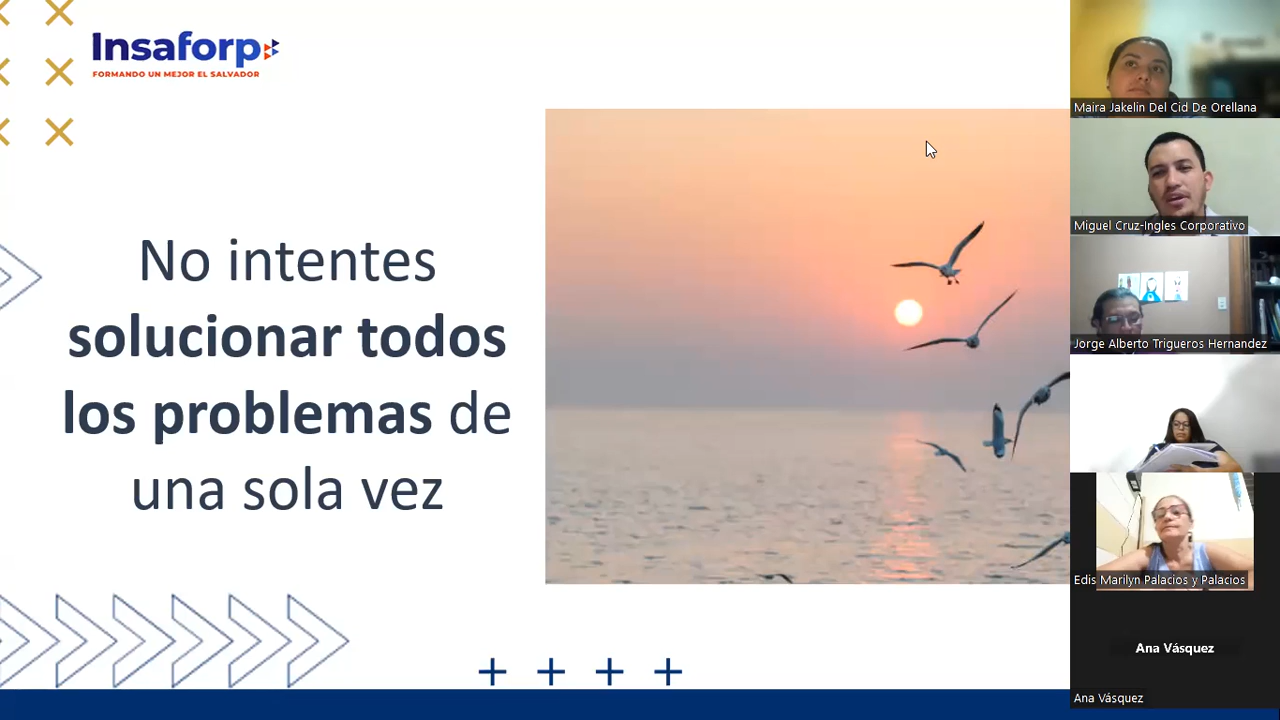 Insaforp
FORMANDO UN MEJOR EL SALVADOR
No intentes
solucionar todos
los problemas de
una sola vez
Maira Jakelin Del Cid De Orellana
Miguel Cruz-Ingles Corporativo
Jorge Alberto Trigueros Hernandez
Edis Marilyn Palacios y Palacios
Ana Vásquez
Ana Vásquez